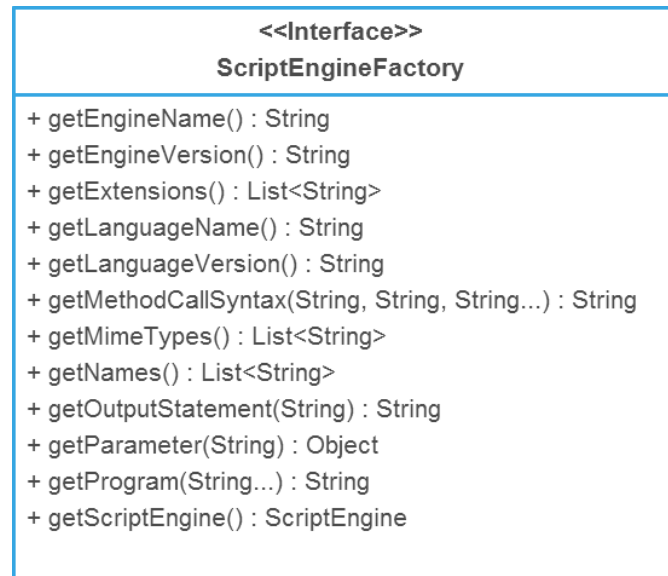 <<Interface>>
ScriptEngineFactory
+ getEngineName() : String
+ getEngineVersion() : String
+ getExtensions() : List<String>
+ getLanguageName() : String
+ getLanguageVersion() : String
+ getMethodCallSyntax(String, String, String...) : String
+ getMimeTypes() : List<String>
+ getNames() : List<String>
+ getOutputStatement(String) : String
+ getParameter(String) : Object
+ getProgram(String...) : String
+ getScriptEngine() : ScriptEngine